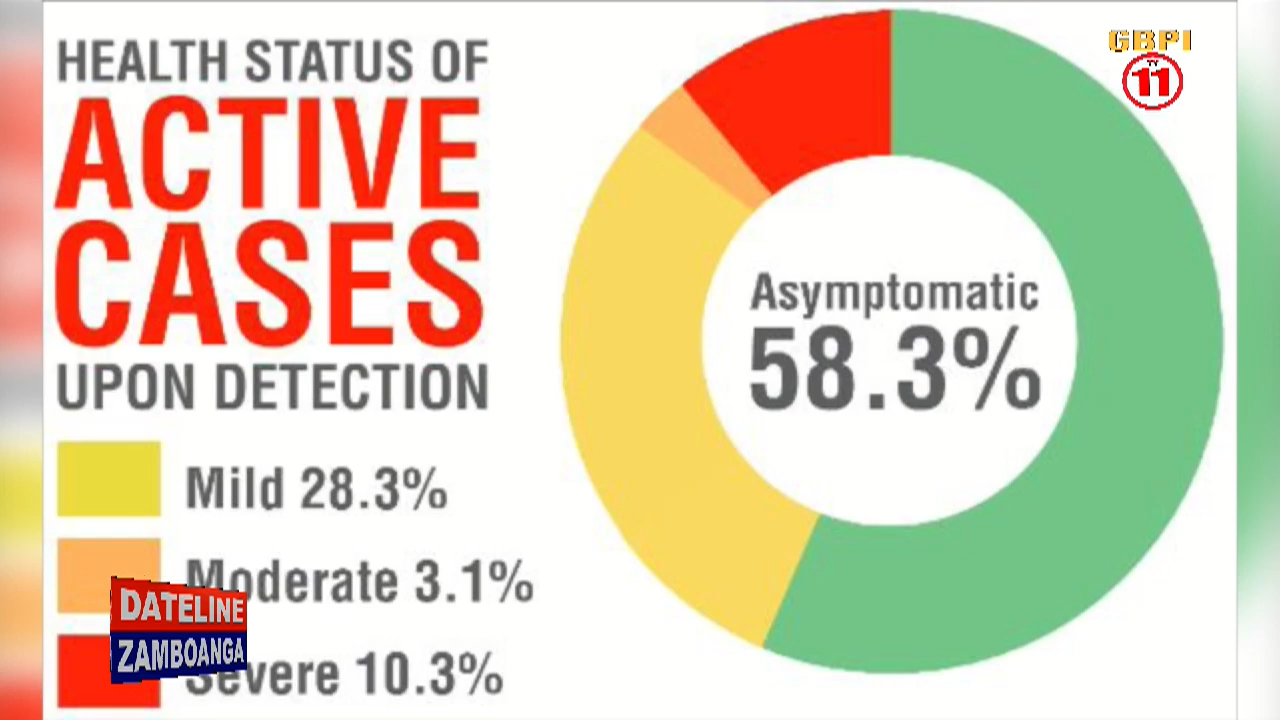 HEALTH STATUS OF
ACTIVE
CASES
UPON DETECTION
Mild 28.3%
Moderate 3.1%
Severe 10.3%
Asymptomatic
58.3%
GBPI
TV
11
DATELINE
ZAMBOANGA